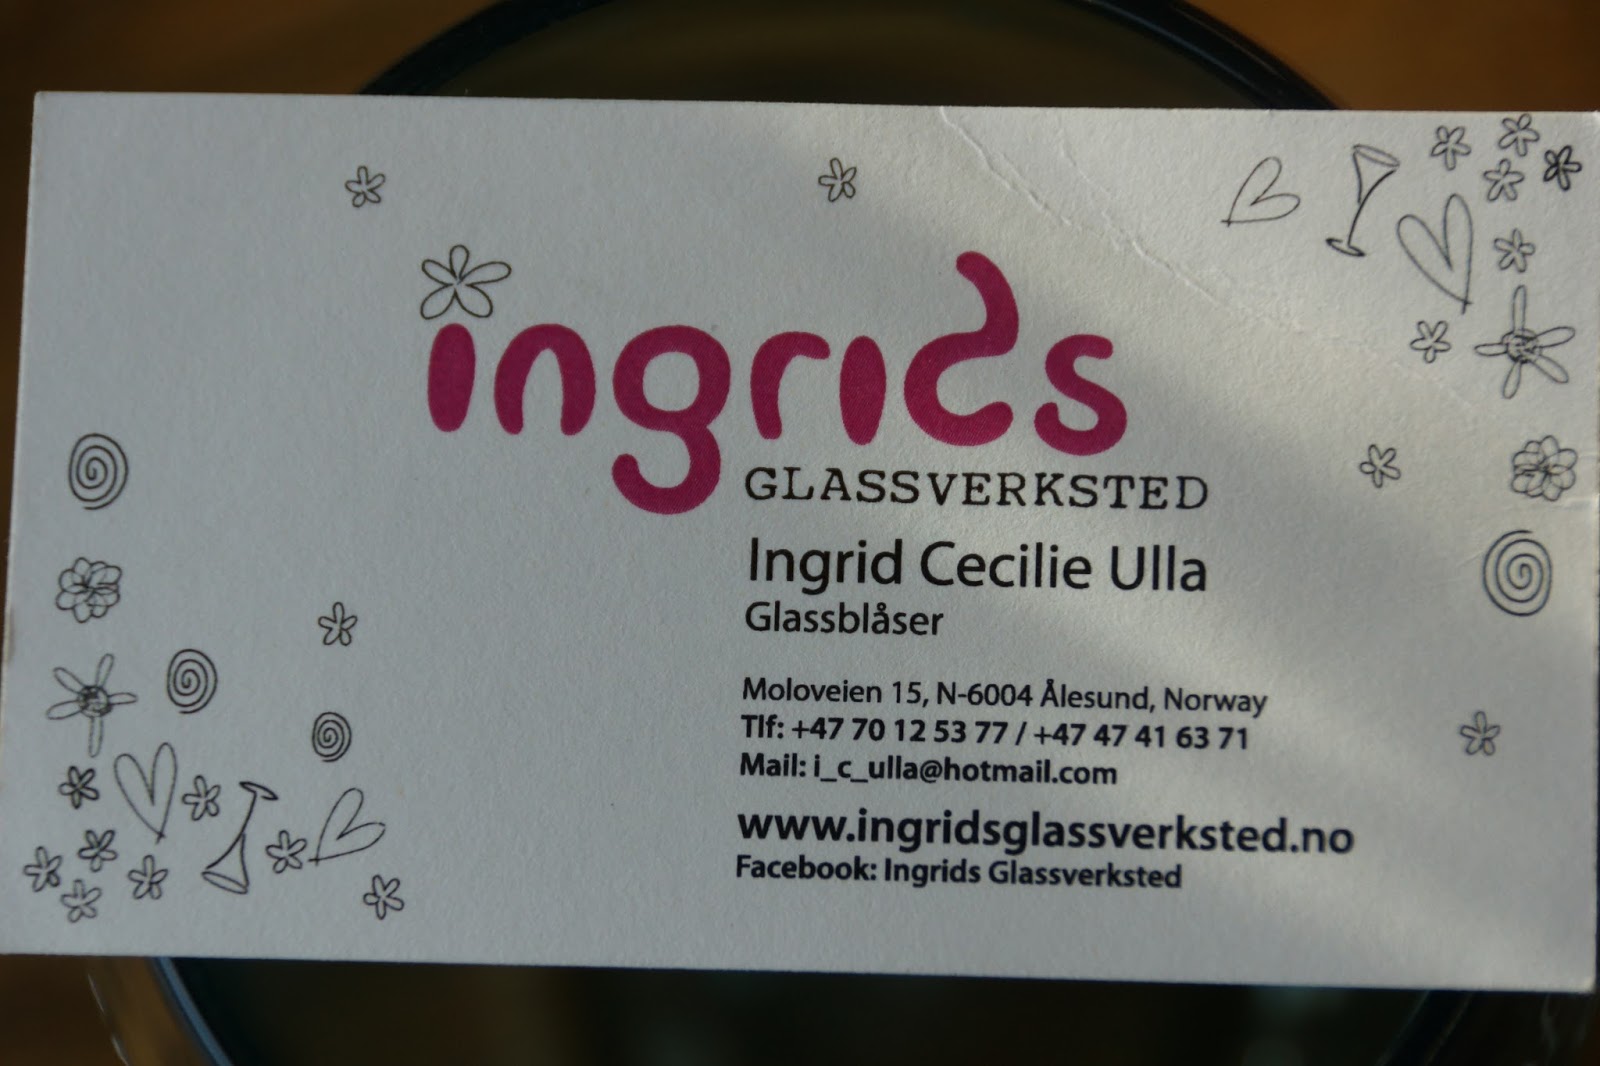 ingrids
GLASSVERKSTED
Ingrid Cecilie Ulla
Glassblåser
Moloveien 15, N-6004 Ålesund, Norway
Tlf: +47 70 12 53 77 / +47 47 41 63 71
Mail: i_c_ulla@hotmail.com
www.ingridsglassverksted.no
Facebook: Ingrids Glassverksted